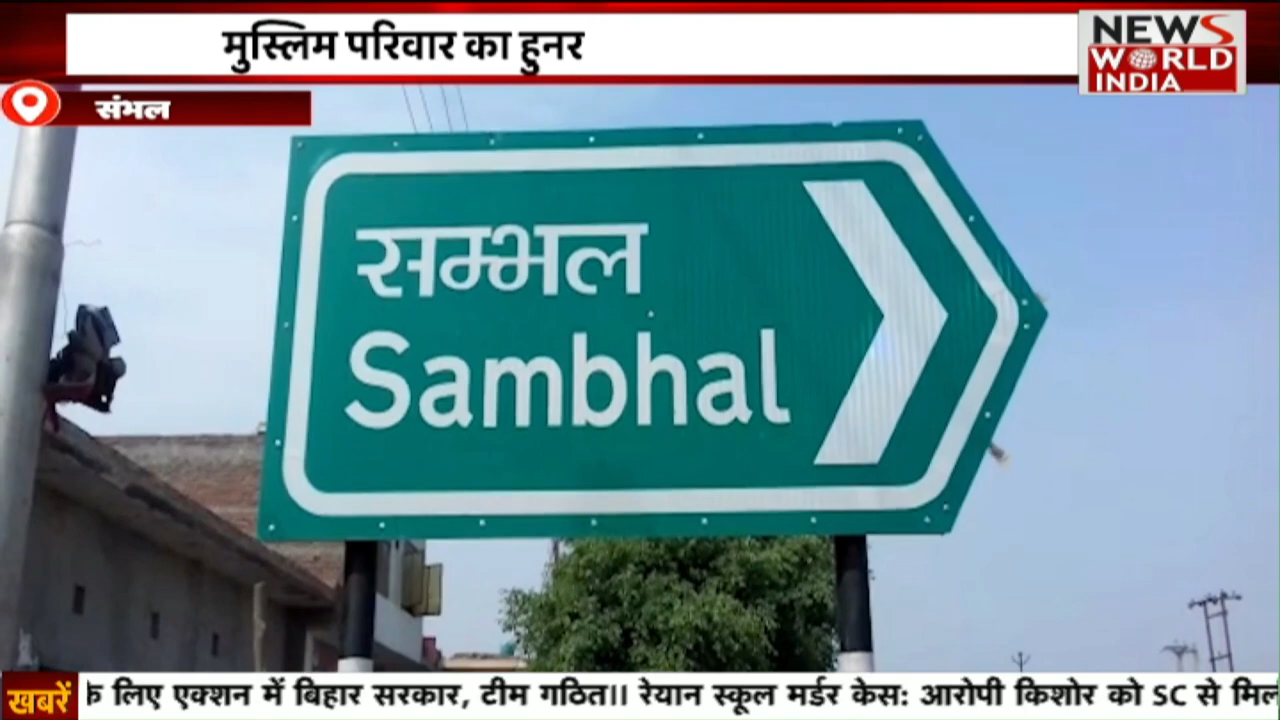 मुस्लिम परिवार का हुनर
NEWS
WORLD
INDIA
संभल
सम्भल
Sambhal
खबरें
के लिए एक्शन में बिहार सरकार, टीम गठित।। रेयान स्कूल मर्डर केस: आरोपी किशोर को SC से मिल